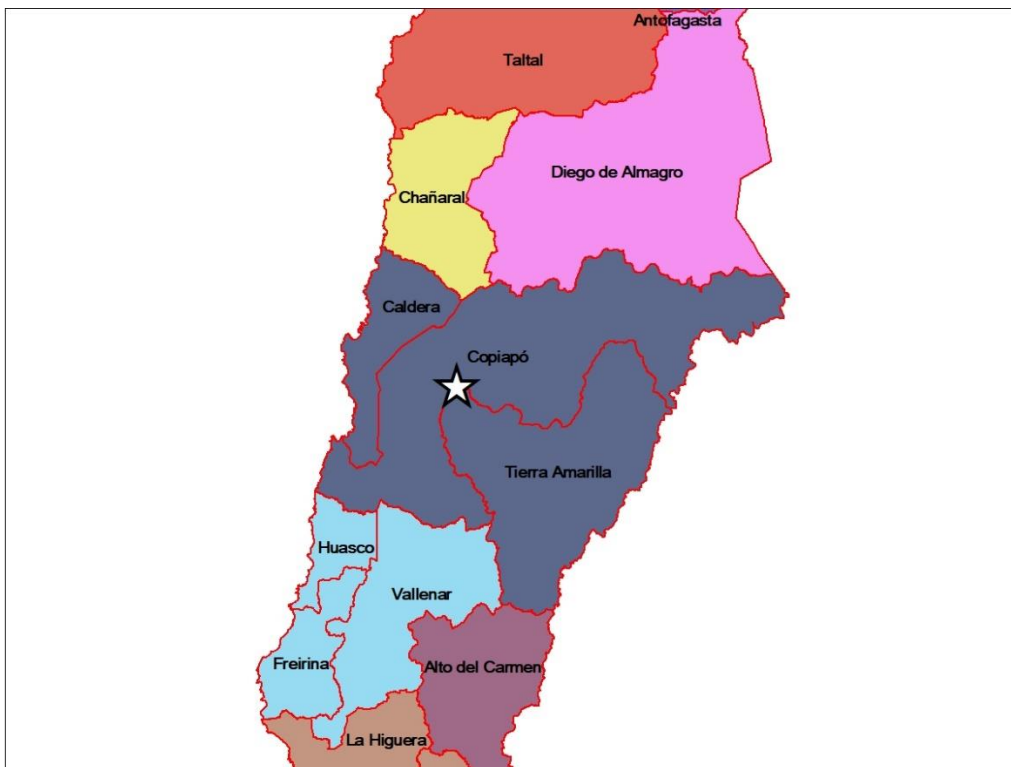 Antofagasta
Taltal
Diego de Almagro
Chañaral
Caldera
Copiapó
Tierra Amarilla
Huasco
Vallenar
Freirina
Alto del Carmen
La Higuera